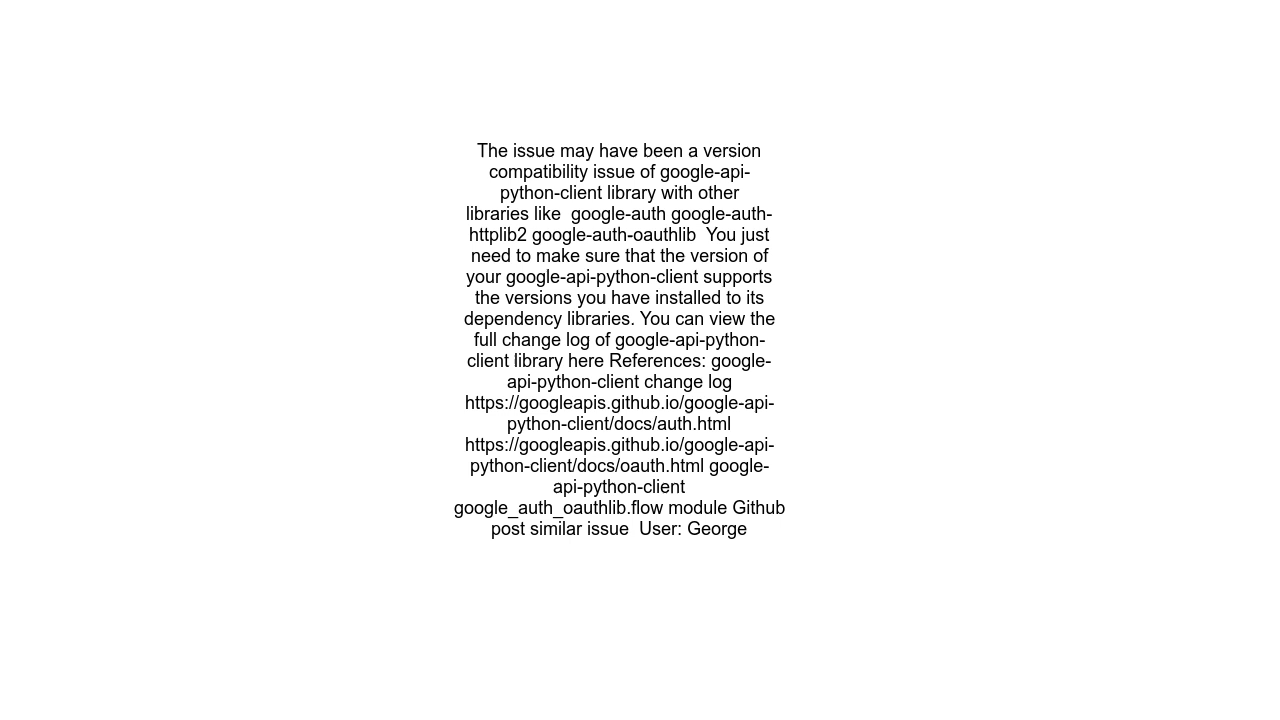 The issue may have been a version
compatibility issue of google-api-
python-client library with other
libraries like  google-auth google-auth-
httplib2 google-auth-oauthlib  You just
need to make sure that the version of
your google-api-python-client supports
the versions you have installed to its
dependency libraries. You can view the
full change log of google-api-python-
client library here References: google-
api-python-client change log
https://googleapis.github.io/google-api-
python-client/docs/auth.html
https://googleapis.github.io/google-api-
python-client/docs/oauth.html google-
api-python-client
google_auth_oauthlib.flow module Github
post similar issue  User: George